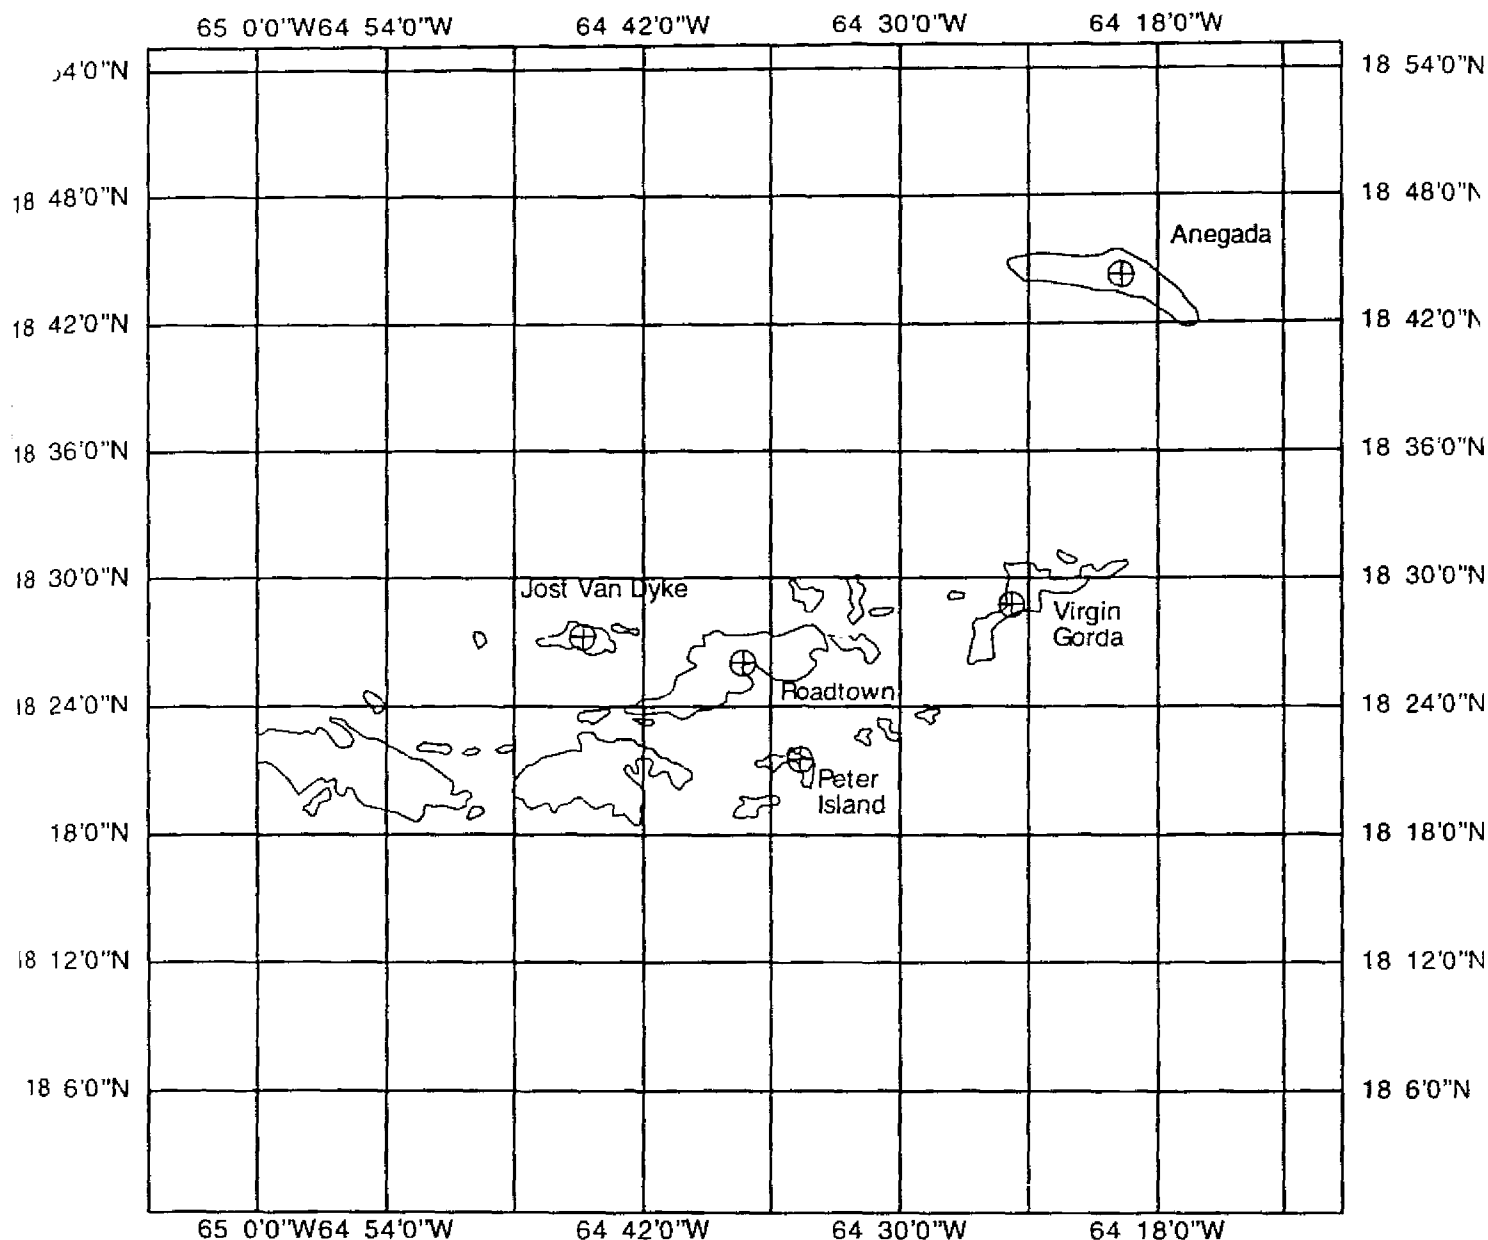 65 0'0"W 64 54'0"W 64 42'0"W 64 30'0"W 64 18'0"W
54'0"N 18 54'0"N
18 48'0"N 18 48'0"N
Anegada
18 42'0"N 18 42'0"N
18 36'0"N 18 36'0"N
18 30'0"N 18 30'0"N
Jost Van Dyke
Virgin
Gorda
Roadtown
18 24'0"N 18 24'0"N
Peter
Island
18'0"N 18 18'0"N
18 12'0"N 18 12'0"N
18 6'0"N 18 6'0"N
65 0'0"W 64 54'0"W 64 42'0"W 64 30'0"W 64 18'0"W